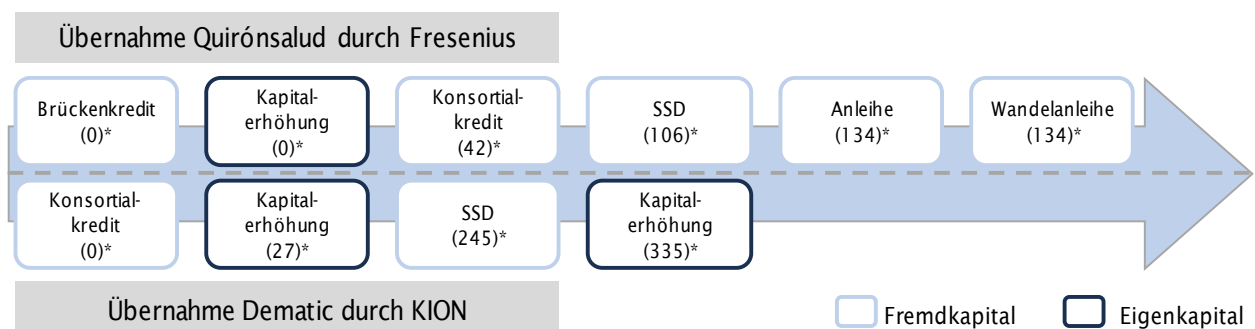 Übernahme Quirónsalud durch Fresenius
Brückenkredit
(0)*
Kapital-
erhöhung
(0)*
Konsortial-
kredit
(42)*
SSD
(106)*
Anleihe
(134)*
Wandelanleihe
(134)*
Konsortial-
kredit
(0)*
Kapital-
erhöhung
(27)*
SSD
(245)*
Kapital-
erhöhung
(335)*
Übernahme Dematic durch KION
Fremdkapital
Eigenkapital